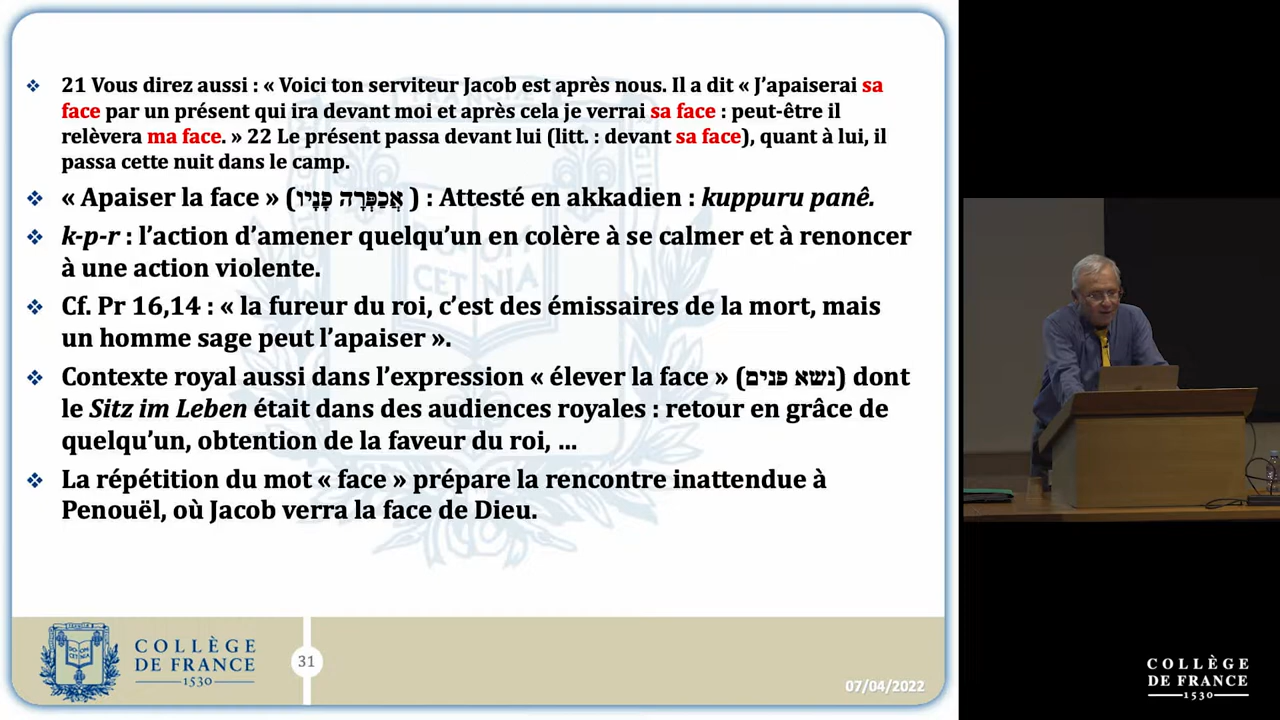 ❖ 21 Vous direz aussi : « Voici ton serviteur Jacob est après nous. Il a dit « J’apaiserai sa
face par un présent qui ira devant moi et après cela je verrai sa face : peut-être il
relèvera ma face. » 22 Le présent passa devant lui (litt. : devant sa face), quant à lui, il
passa cette nuit dans le camp.
❖ « Apaiser la face » (אֲכַפְּרָה פָנָיו ) : Attesté en akkadien : kuppuru panê.
❖ k-p-r : l’action d’amener quelqu’un en colère à se calmer et à renoncer
à une action violente.
❖ Cf. Pr 16,14 : « la fureur du roi, c’est des émissaires de la mort, mais
un homme sage peut l’apaiser ».
❖ Contexte royal aussi dans l’expression « élever la face » (נשא פנים) dont
le Sitz im Leben était dans des audiences royales : retour en grâce de
quelqu’un, obtention de la faveur du roi, …
❖ La répétition du mot « face » prépare la rencontre inattendue à
Penouël, où Jacob verra la face de Dieu.
COLLÈGE
DE FRANCE
1530
31
07/04/2022
COLLÈGE
DE FRANCE
1530